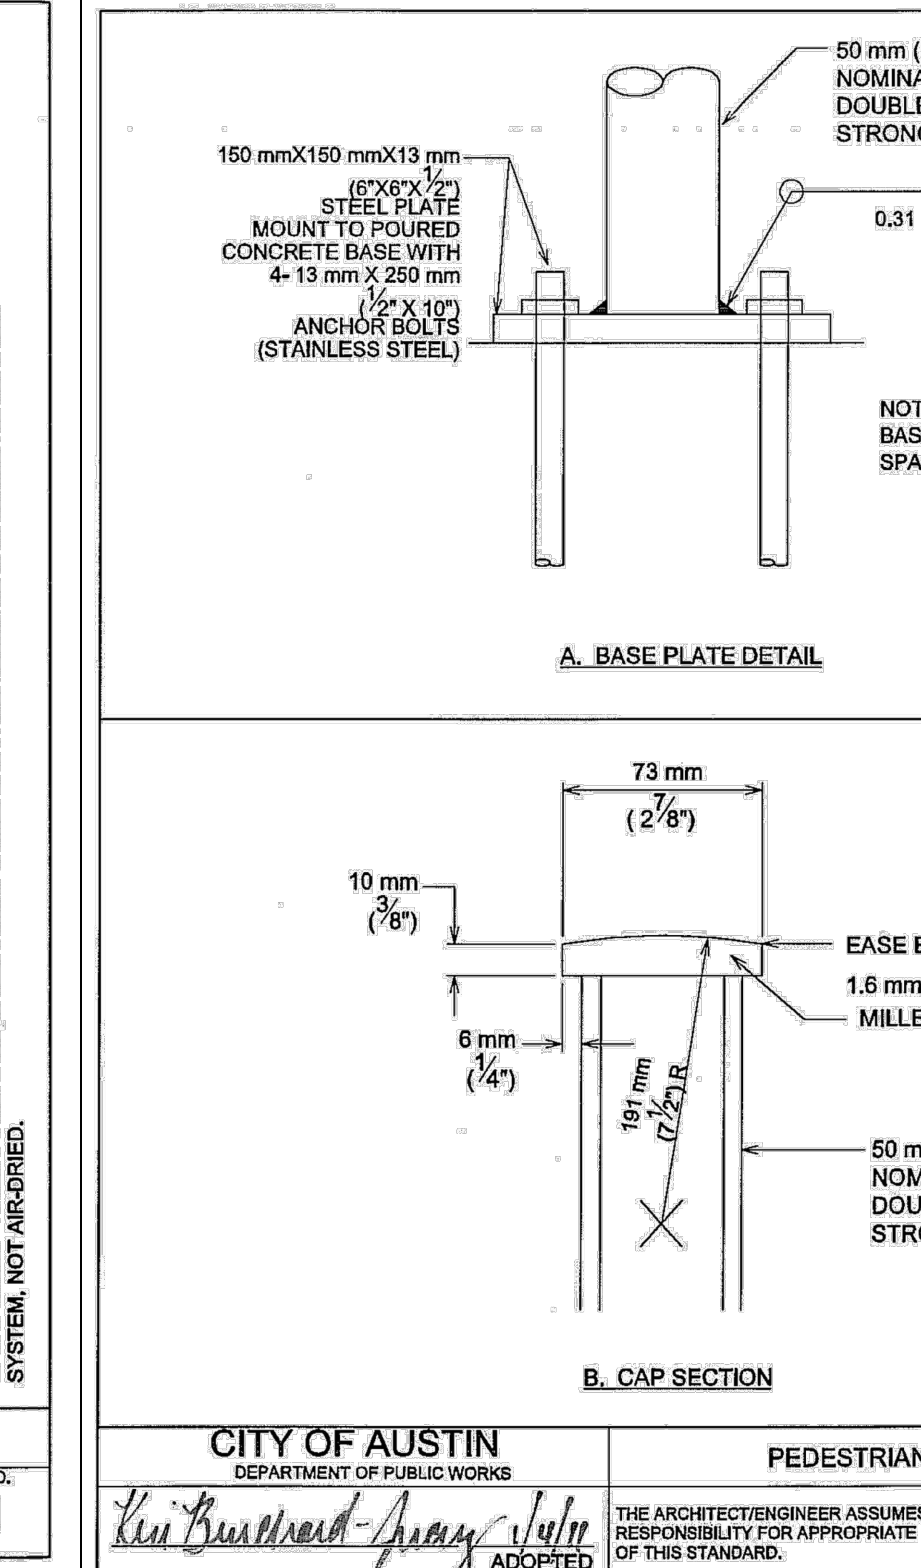 50 mm (
NOMINA
DOUBLE
STRONG
150 mmX150 mmX13 mm
(6"X6"X 1/2")
STEEL PLATE
MOUNT TO POURED
CONCRETE BASE WITH
4- 13 mm X 250 mm
(1/2" X 10")
ANCHOR BOLTS
(STAINLESS STEEL)
0.31
NOT
BAS
SPA
A. BASE PLATE DETAIL
73 mm
( 2 7/8")
10 mm
(3/8")
EASE E
1.6 mm
MILLE
6 mm
(1/4")
191 mm
(7 1/2") R
50 m
NOM
DOU
STRO
B. CAP SECTION
SYSTEM, NOT AIR-DRIED.
CITY OF AUSTIN
DEPARTMENT OF PUBLIC WORKS
PEDESTRIAN
ADOPTED
THE ARCHITECT/ENGINEER ASSUMES
RESPONSIBILITY FOR APPROPRIATE
OF THIS STANDARD.